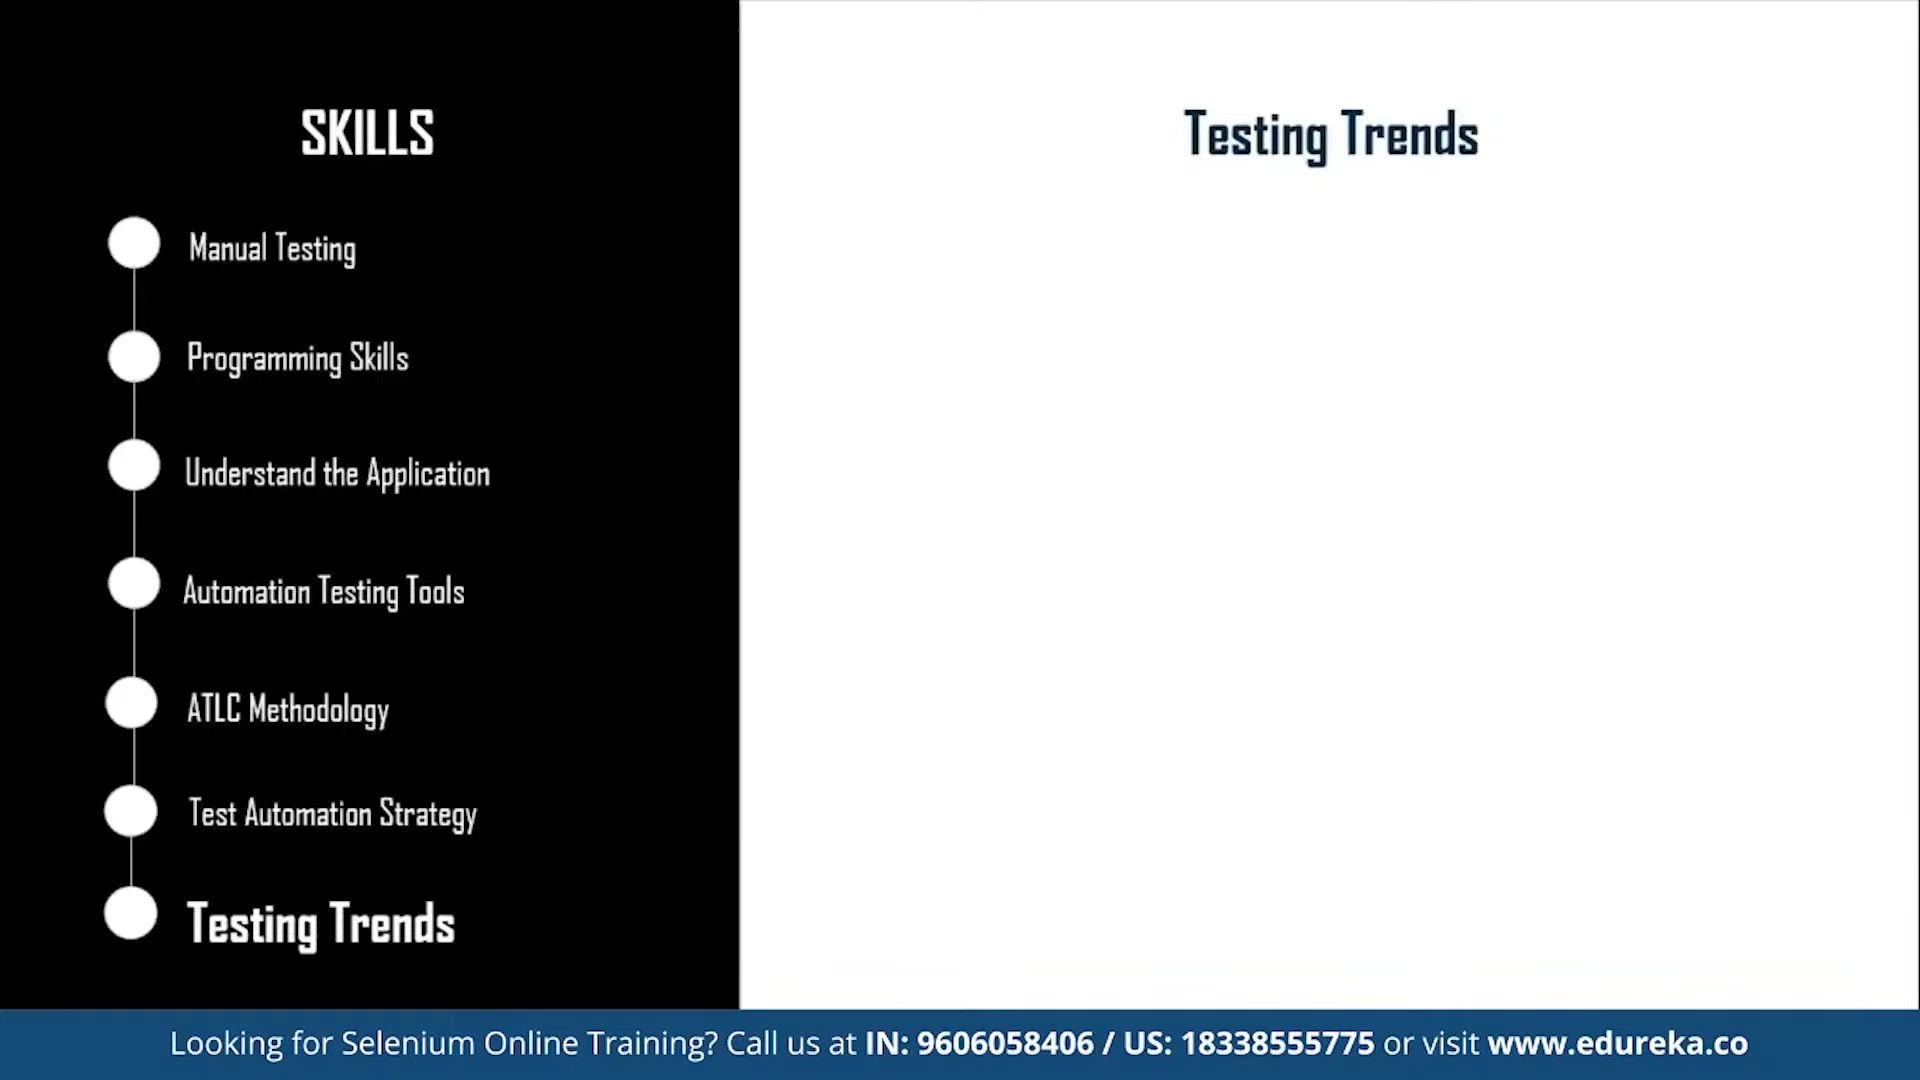 SKILLS
Manual Testing
Programming Skills
Understand the Application
Automation Testing Tools
ATLC Methodology
Test Automation Strategy
Testing Trends
Testing Trends
Looking for Selenium Online Training? Call us at IN: 9606058406 / US: 18338555775 or visit www.edureka.co